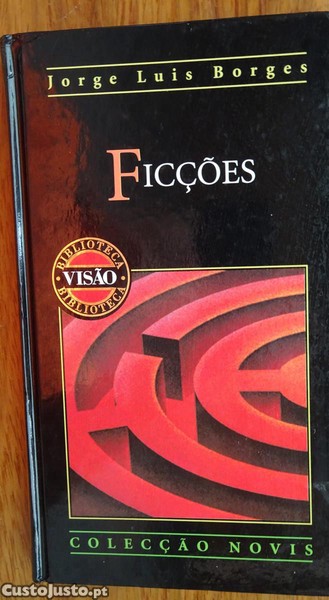 Jorge Luis Borges
FICÇÕES
BIBLIOTECA
VISÃO
BIBLIOTECA
COLECÇÃO NOVIS
CustoJusto.pt